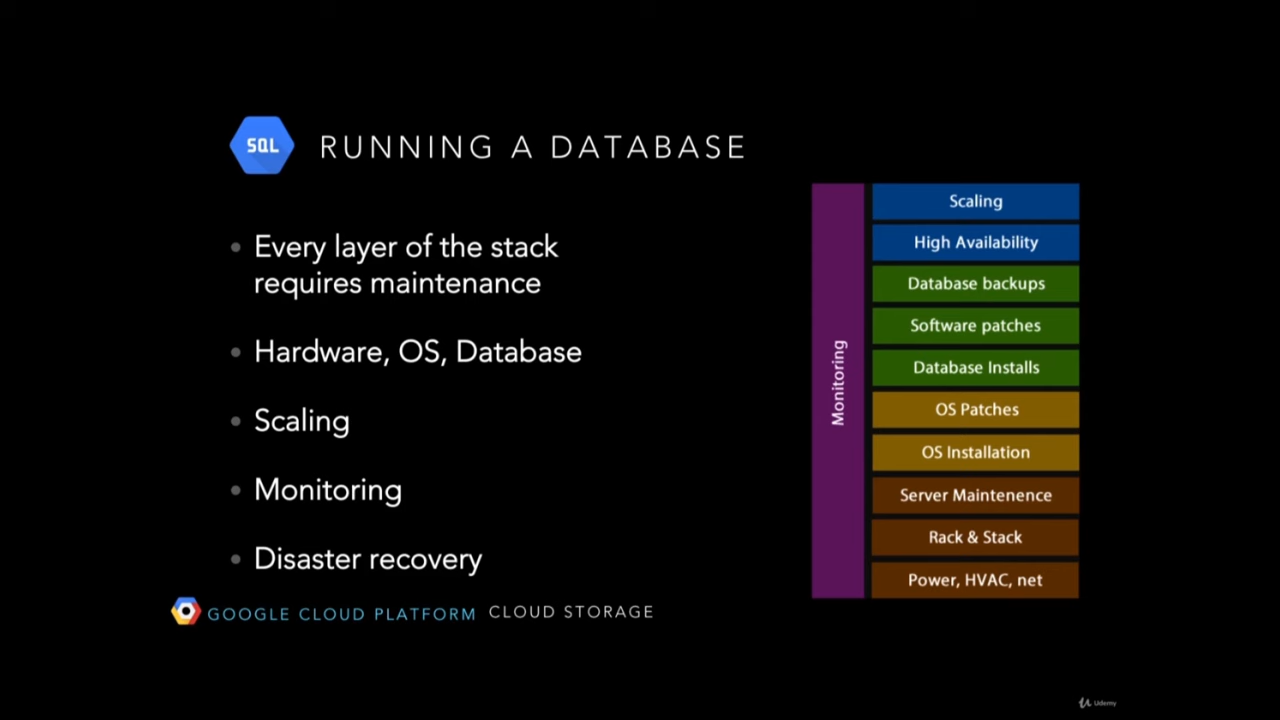 SQL
RUNNING A DATABASE
• Every layer of the stack
requires maintenance
• Hardware, OS, Database
• Scaling
• Monitoring
• Disaster recovery
Monitoring
Scaling
High Availability
Database backups
Software patches
Database Installs
OS Patches
OS Installation
Server Maintenence
Rack & Stack
Power, HVAC, net
GOOGLE CLOUD PLATFORM CLOUD STORAGE
Udemy